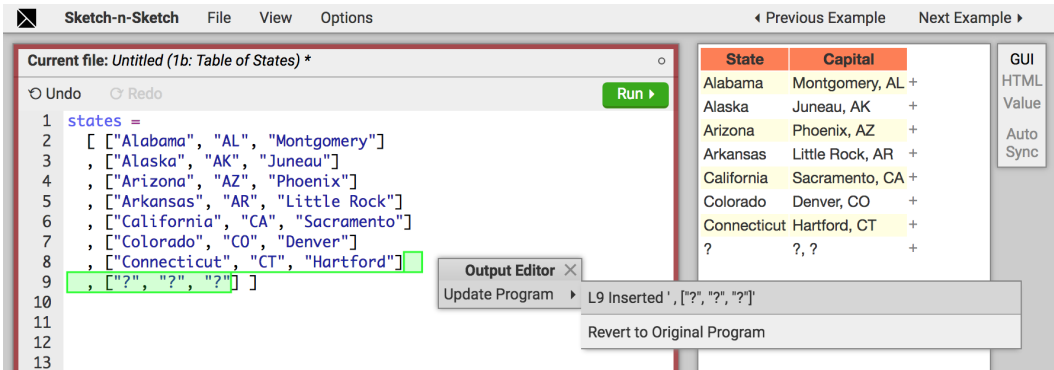 Sketch-n-Sketch File View Options Previous Example Next Example
Current file: Untitled (1b: Table of States) *
Undo Redo Run
1 states =
2 [ ["Alabama", "AL", "Montgomery"]
3 , ["Alaska", "AK", "Juneau"]
4 , ["Arizona", "AZ", "Phoenix"]
5 , ["Arkansas", "AR", "Little Rock"]
6 , ["California", "CA", "Sacramento"]
7 , ["Colorado", "CO", "Denver"]
8 , ["Connecticut", "CT", "Hartford"]
9 , ["?", "?", "?"] ]
10
11
12
13
Output Editor
Update Program
L9 Inserted ' , ["?", "?", "?"]'
Revert to Original Program
State Capital
Alabama Montgomery, AL +
Alaska Juneau, AK +
Arizona Phoenix, AZ +
Arkansas Little Rock, AR +
California Sacramento, CA +
Colorado Denver, CO +
Connecticut Hartford, CT +
? ?, ? +
GUI
HTML
Value
Auto
Sync